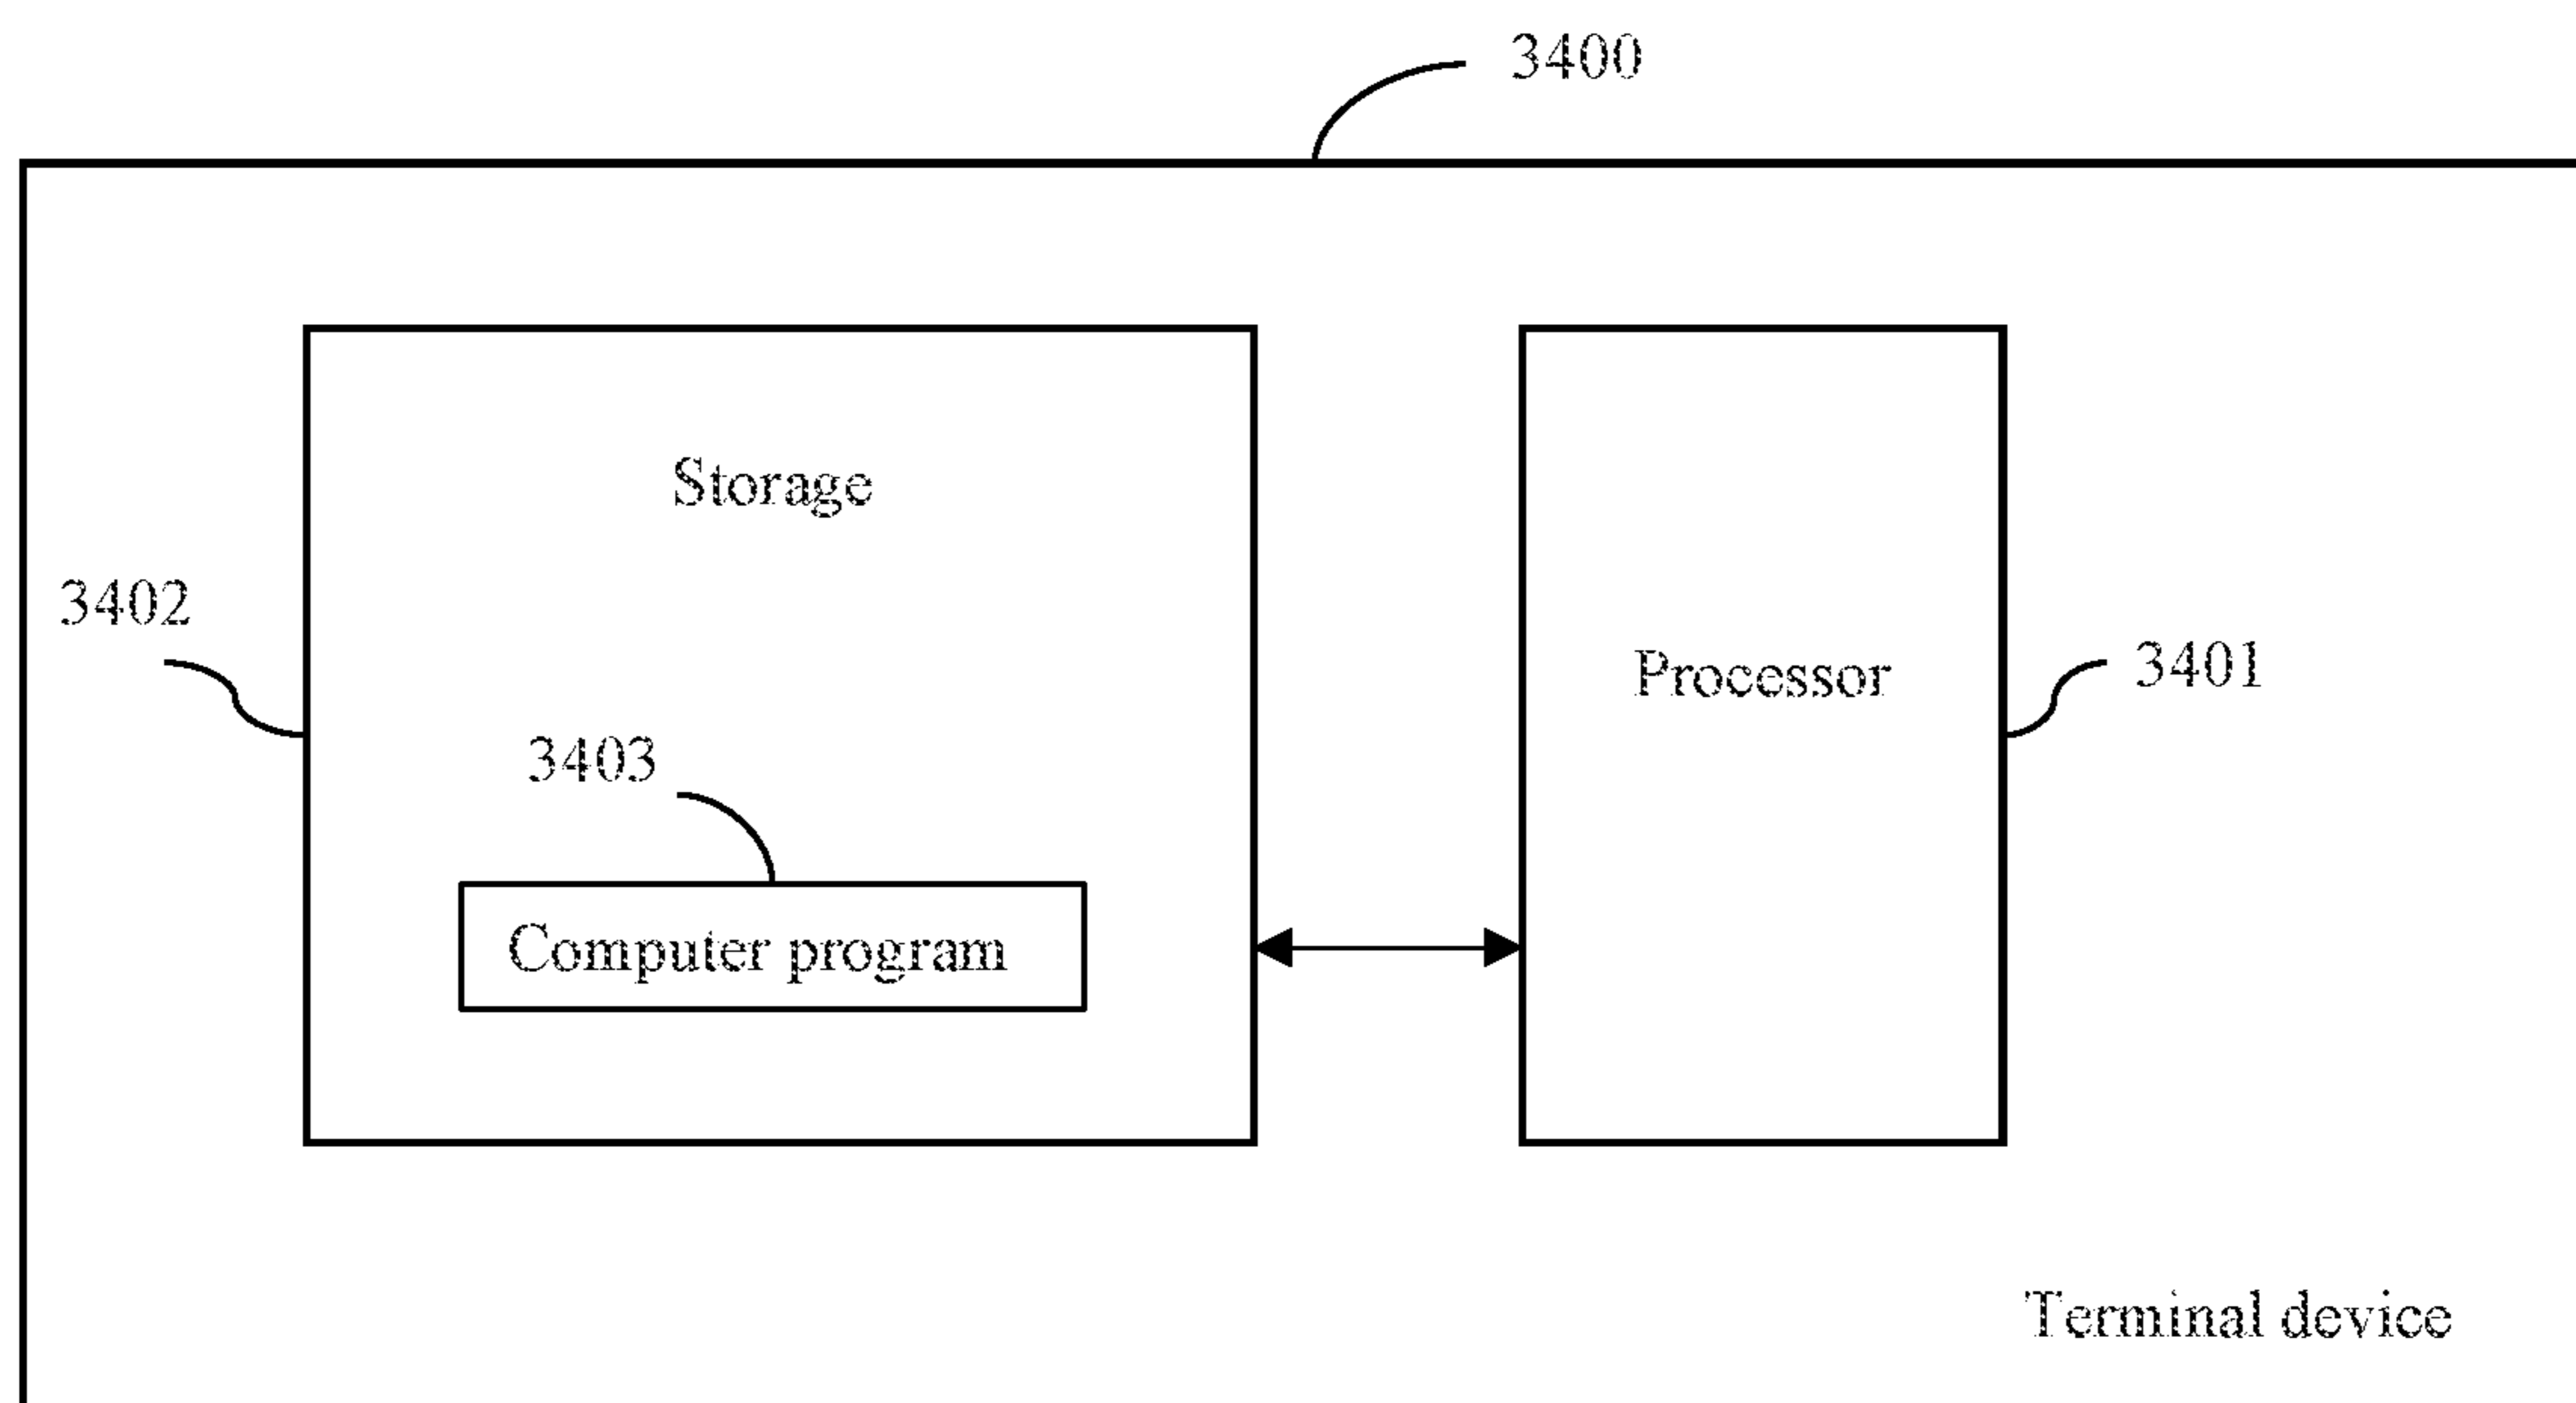 3400
Storage
3402
Processor
3401
3403
Computer program
Terminal device